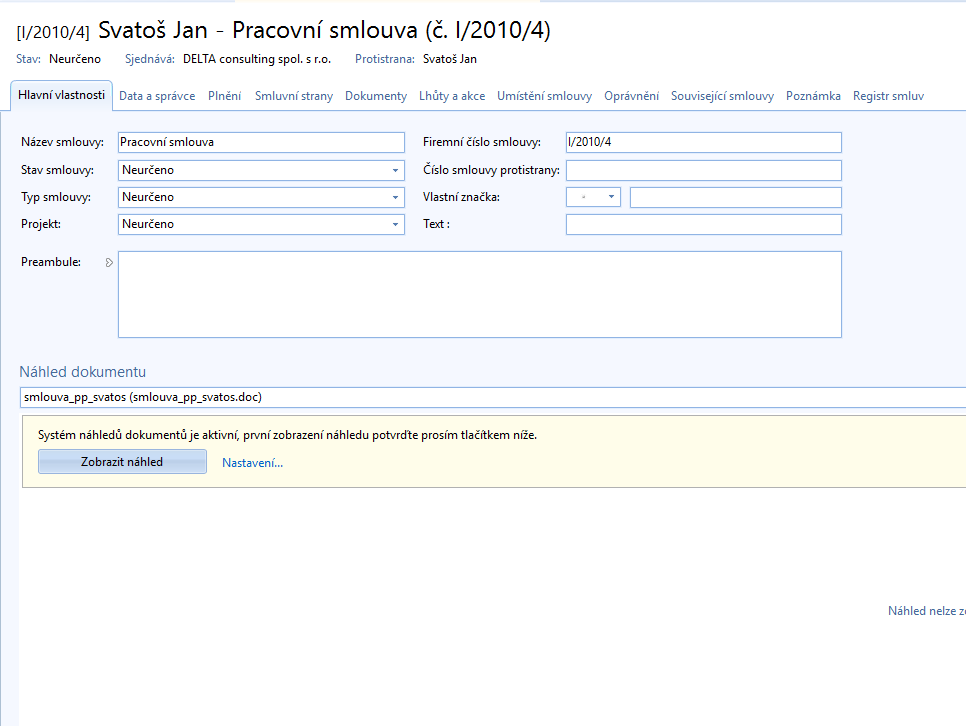 [I/2010/4] Svatoš Jan - Pracovní smlouva (č. I/2010/4)
Stav: Neurčeno Sjednává: DELTA consulting spol. s r.o. Protistrana: Svatoš Jan
Hlavní vlastnosti Data a správce Plnění Smluvní strany Dokumenty Lhůty a akce Umístění smlouvy Oprávnění Související smlouvy Poznámka Registr smluv
Název smlouvy: Pracovní smlouva Firemní číslo smlouvy: I/2010/4
Stav smlouvy: Neurčeno Číslo smlouvy protistrany:
Typ smlouvy: Neurčeno Vlastní značka: -
Projekt: Neurčeno Text :
Preambule:
Náhled dokumentu
smlouva_pp_svatos (smlouva_pp_svatos.doc)
Systém náhledů dokumentů je aktivní, první zobrazení náhledu potvrďte prosím tlačítkem níže.
Zobrazit náhled Nastavení...
Náhled nelze